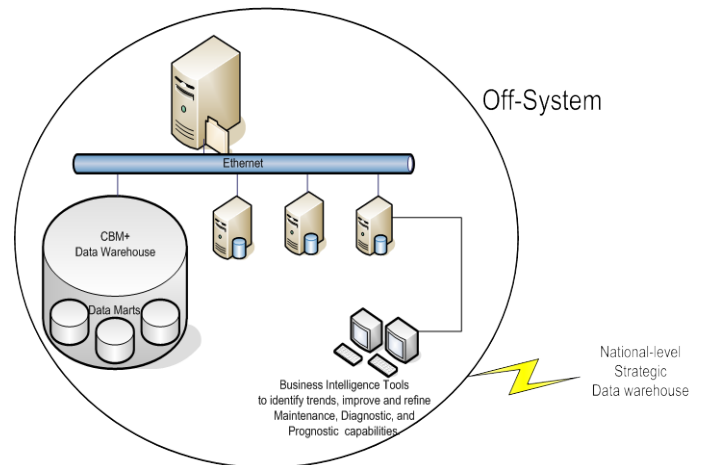 Off-System
Ethernet
CBM+
Data Warehouse
Data Marts
Business Intelligence Tools
to identify trends, improve and refine
Maintenance, Diagnostic, and
Prognostic capabilities.
National-level
Strategic
Data warehouse